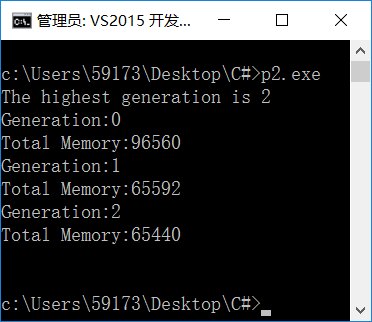 管理员: VS2015 开发...
c:\Users\59173\Desktop\C#>p2.exe
The highest generation is 2
Generation:0
Total Memory:96560
Generation:1
Total Memory:65592
Generation:2
Total Memory:65440
c:\Users\59173\Desktop\C#>